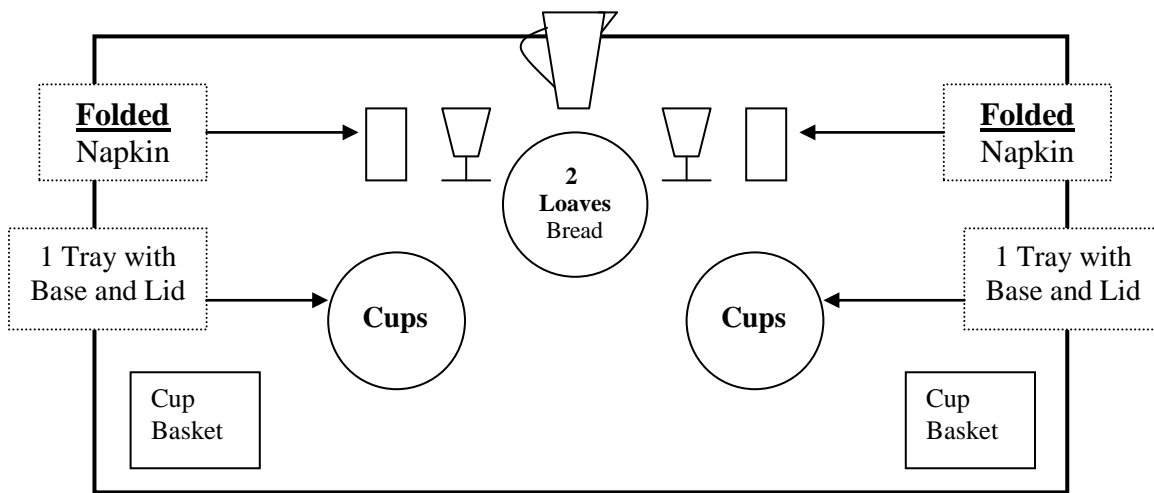 Folded
Napkin
Folded
Napkin
2
Loaves
Bread
1 Tray with
Base and Lid
1 Tray with
Base and Lid
Cups
Cups
Cup
Basket
Cup
Basket